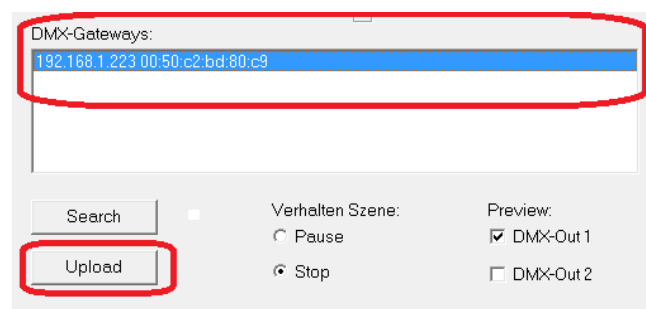 DMX-Gateways:
192.168.1.223 00:50:c2:bd:80:c9
Search
Upload
Verhalten Szene:
Pause
Stop
Preview:
DMX-Out 1
DMX-Out 2